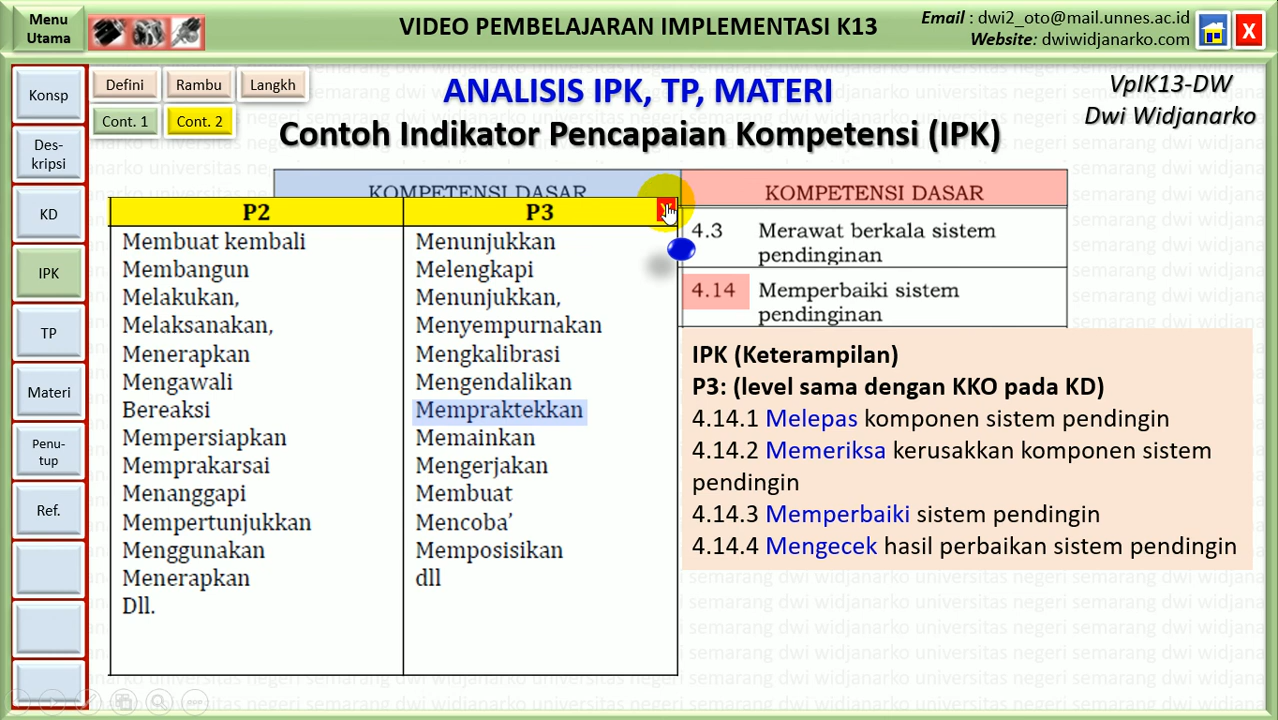 Menu
Utama
VIDEO PEMBELAJARAN IMPLEMENTASI K13
Email : dwi2_oto@mail.unnes.ac.id
Website: dwiwidjanarko.com
X
Konsp
Des-
kripsi
KD
IPK
TP
Materi
Penu-
tup
Ref.
Defini
Rambu
Langkh
Cont. 1
Cont. 2
ANALISIS IPK, TP, MATERI
Contoh Indikator Pencapaian Kompetensi (IPK)
VpIK13-DW
Dwi Widjanarko
KOMPETENSI DASAR
KOMPETENSI DASAR
P2
P3
Membuat kembali
Membangun
Melakukan,
Melaksanakan,
Menerapkan
Mengawali
Bereaksi
Mempersiapkan
Memprakarsai
Menanggapi
Mempertunjukkan
Menggunakan
Menerapkan
Dll.
Menunjukkan
Melengkapi
Menunjukkan,
Menyempurnakan
Mengkalibrasi
Mengendalikan
Mempraktekkan
Memainkan
Mengerjakan
Membuat
Mencoba’
Memposisikan
dll
4.3 Merawat berkala sistem
pendinginan
4.14 Memperbaiki sistem
pendinginan
IPK (Keterampilan)
P3: (level sama dengan KKO pada KD)
4.14.1 Melepas komponen sistem pendingin
4.14.2 Memeriksa kerusakkan komponen sistem
pendingin
4.14.3 Memperbaiki sistem pendingin
4.14.4 Mengecek hasil perbaikan sistem pendingin